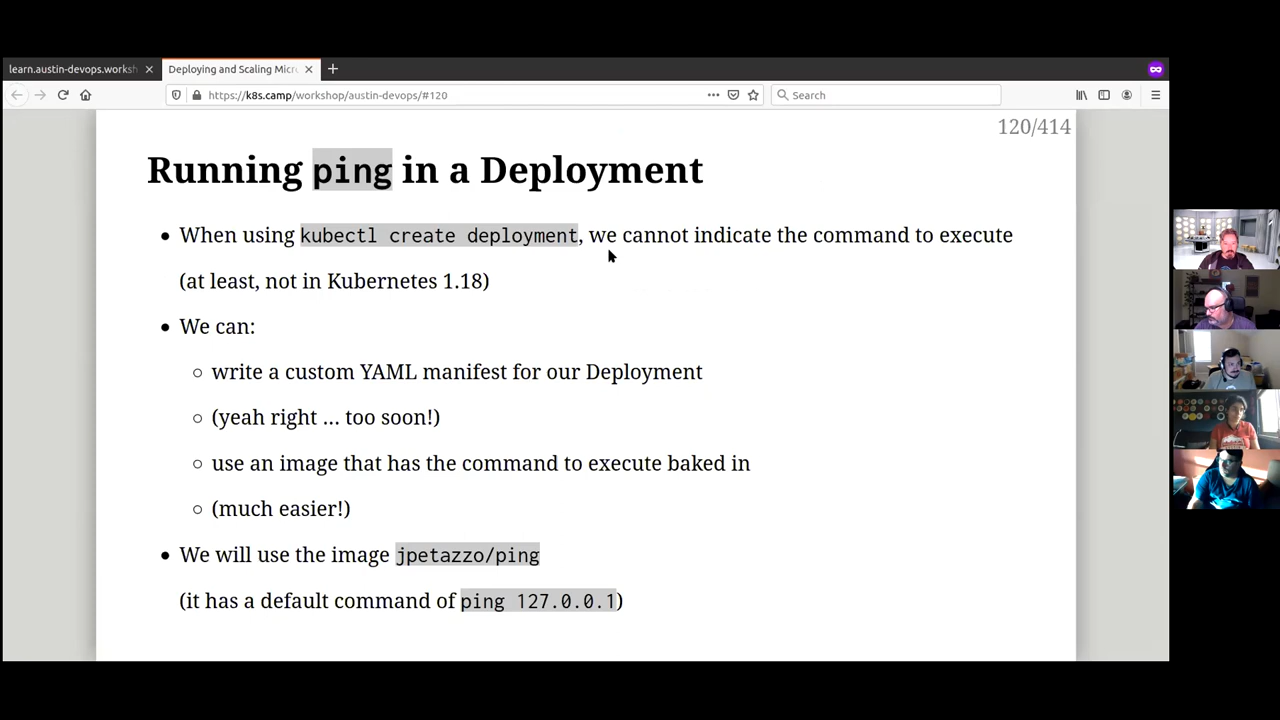 learn.austin-devops.worksh
Deploying and Scaling Micr
https://k8s.camp/workshop/austin-devops/#120
Search
120/414
Running ping in a Deployment
• When using kubectl create deployment, we cannot indicate the command to execute
(at least, not in Kubernetes 1.18)
• We can:
○ write a custom YAML manifest for our Deployment
○ (yeah right ... too soon!)
○ use an image that has the command to execute baked in
○ (much easier!)
• We will use the image jpetazzo/ping
(it has a default command of ping 127.0.0.1)